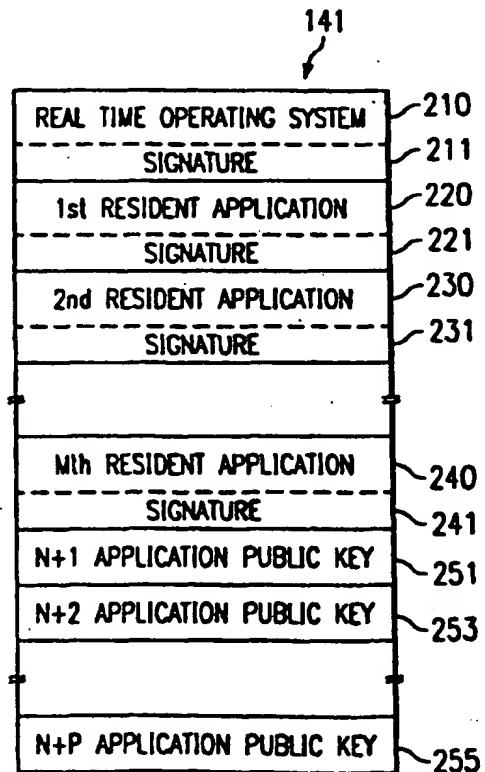 141
REAL TIME OPERATING SYSTEM 210
SIGNATURE 211
1st RESIDENT APPLICATION 220
SIGNATURE 221
2nd RESIDENT APPLICATION 230
SIGNATURE 231
Mth RESIDENT APPLICATION 240
SIGNATURE 241
N+1 APPLICATION PUBLIC KEY 251
N+2 APPLICATION PUBLIC KEY 253
N+P APPLICATION PUBLIC KEY 255